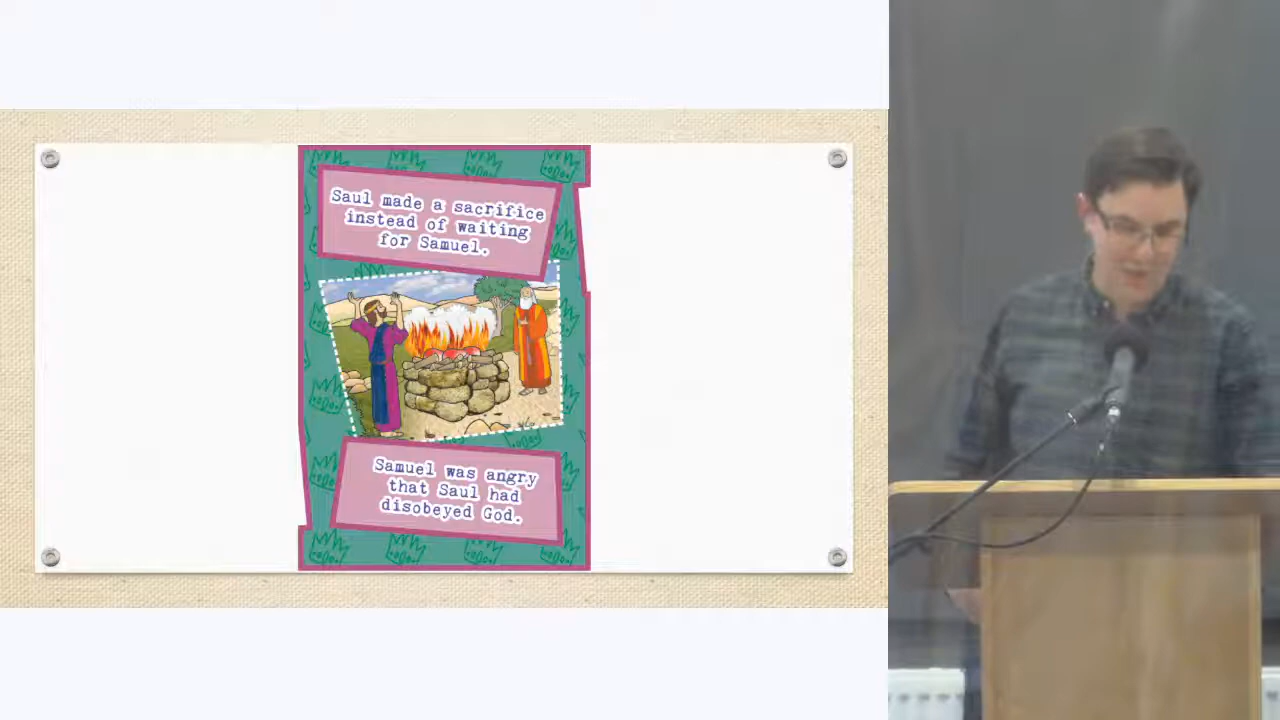 Saul made a sacrifice
instead of waiting
for Samuel.
Samuel was angry
that Saul had
disobeyed God.